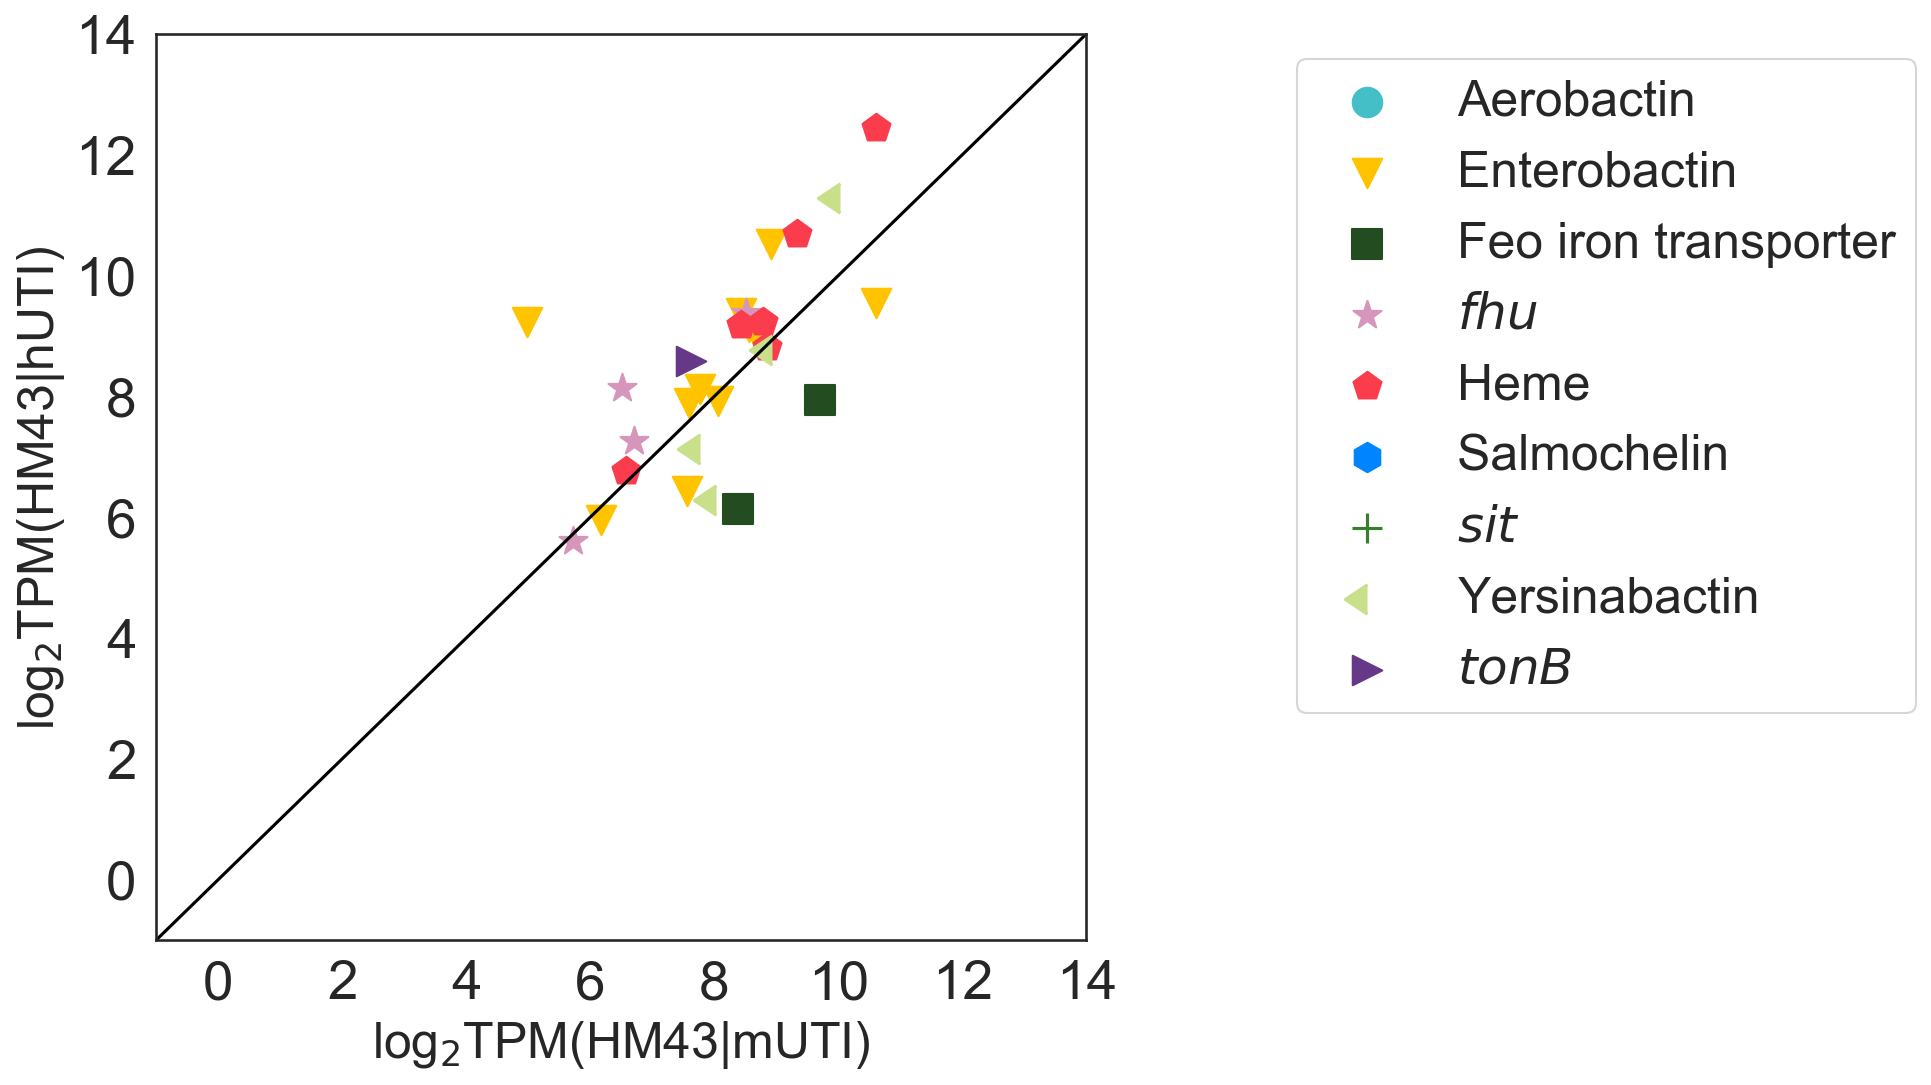 14
12
10
8
6
4
2
0
log₂TPM(HM43|hUTI)
0 2 4 6 8 10 12 14
log₂TPM(HM43|mUTI)
Aerobactin
Enterobactin
Feo iron transporter
fhu
Heme
Salmochelin
sit
Yersinabactin
tonB